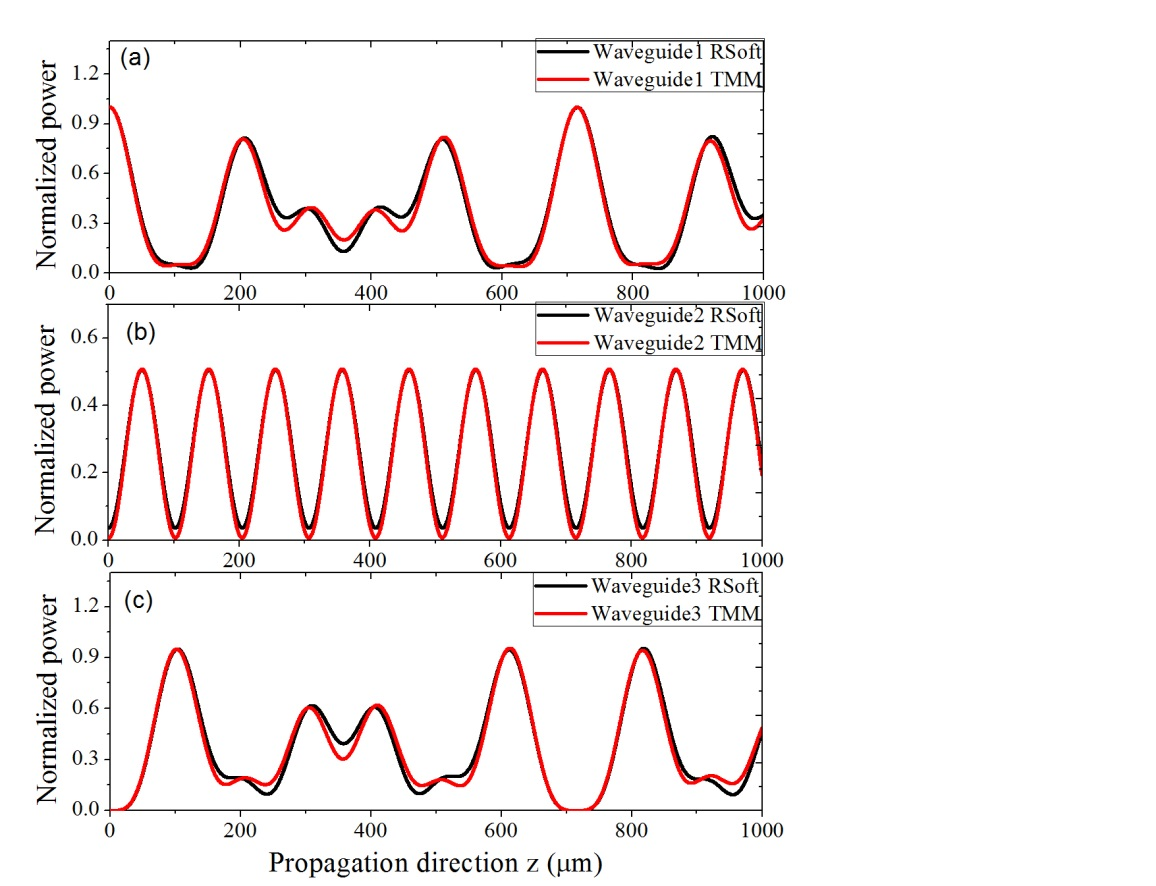 (a)
Waveguide1 RSoft
Waveguide1 TMM
Normalized power
1.2
0.9
0.6
0.3
0.0
0 200 400 600 800 1000
(b)
Waveguide2 RSoft
Waveguide2 TMM
Normalized power
0.6
0.4
0.2
0.0
0 200 400 600 800 1000
(c)
Waveguide3 RSoft
Waveguide3 TMM
Normalized power
1.2
0.9
0.6
0.3
0.0
0 200 400 600 800 1000
Propagation direction z (μm)